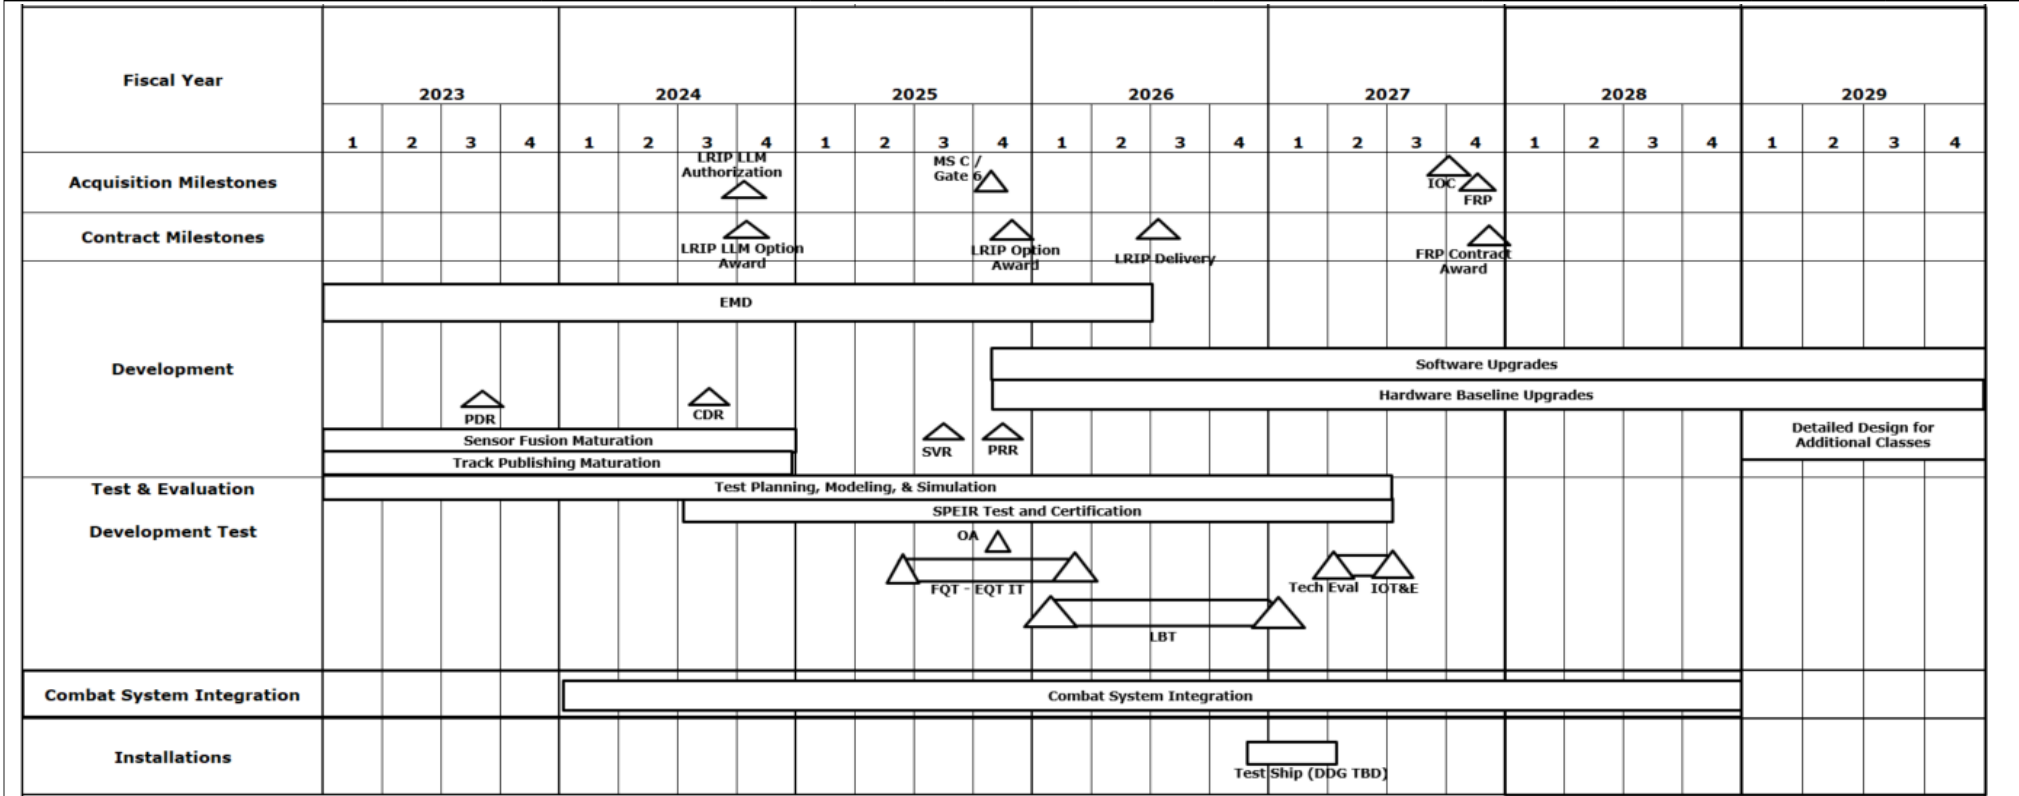 Fiscal Year
2023 2024 2025 2026 2027 2028 2029
1 2 3 4 1 2 3 4 1 2 3 4 1 2 3 4 1 2 3 4 1 2 3 4 1 2 3 4
Acquisition Milestones
LRIP LLM
Authorization
MS C /
Gate 6
IOC
FRP
Contract Milestones
LRIP LLM Option
Award
LRIP Option
Award
LRIP Delivery
FRP Contract
Award
Development
EMD
Software Upgrades
Hardware Baseline Upgrades
PDR
CDR
Sensor Fusion Maturation
SVR
PRR
Detailed Design for
Additional Classes
Track Publishing Maturation
Test & Evaluation
Development Test
Test Planning, Modeling, & Simulation
SPEIR Test and Certification
OA
FQT - EQT IT
Tech Eval
IOT&E
LBT
Combat System Integration
Combat System Integration
Installations
Test Ship (DDG TBD)